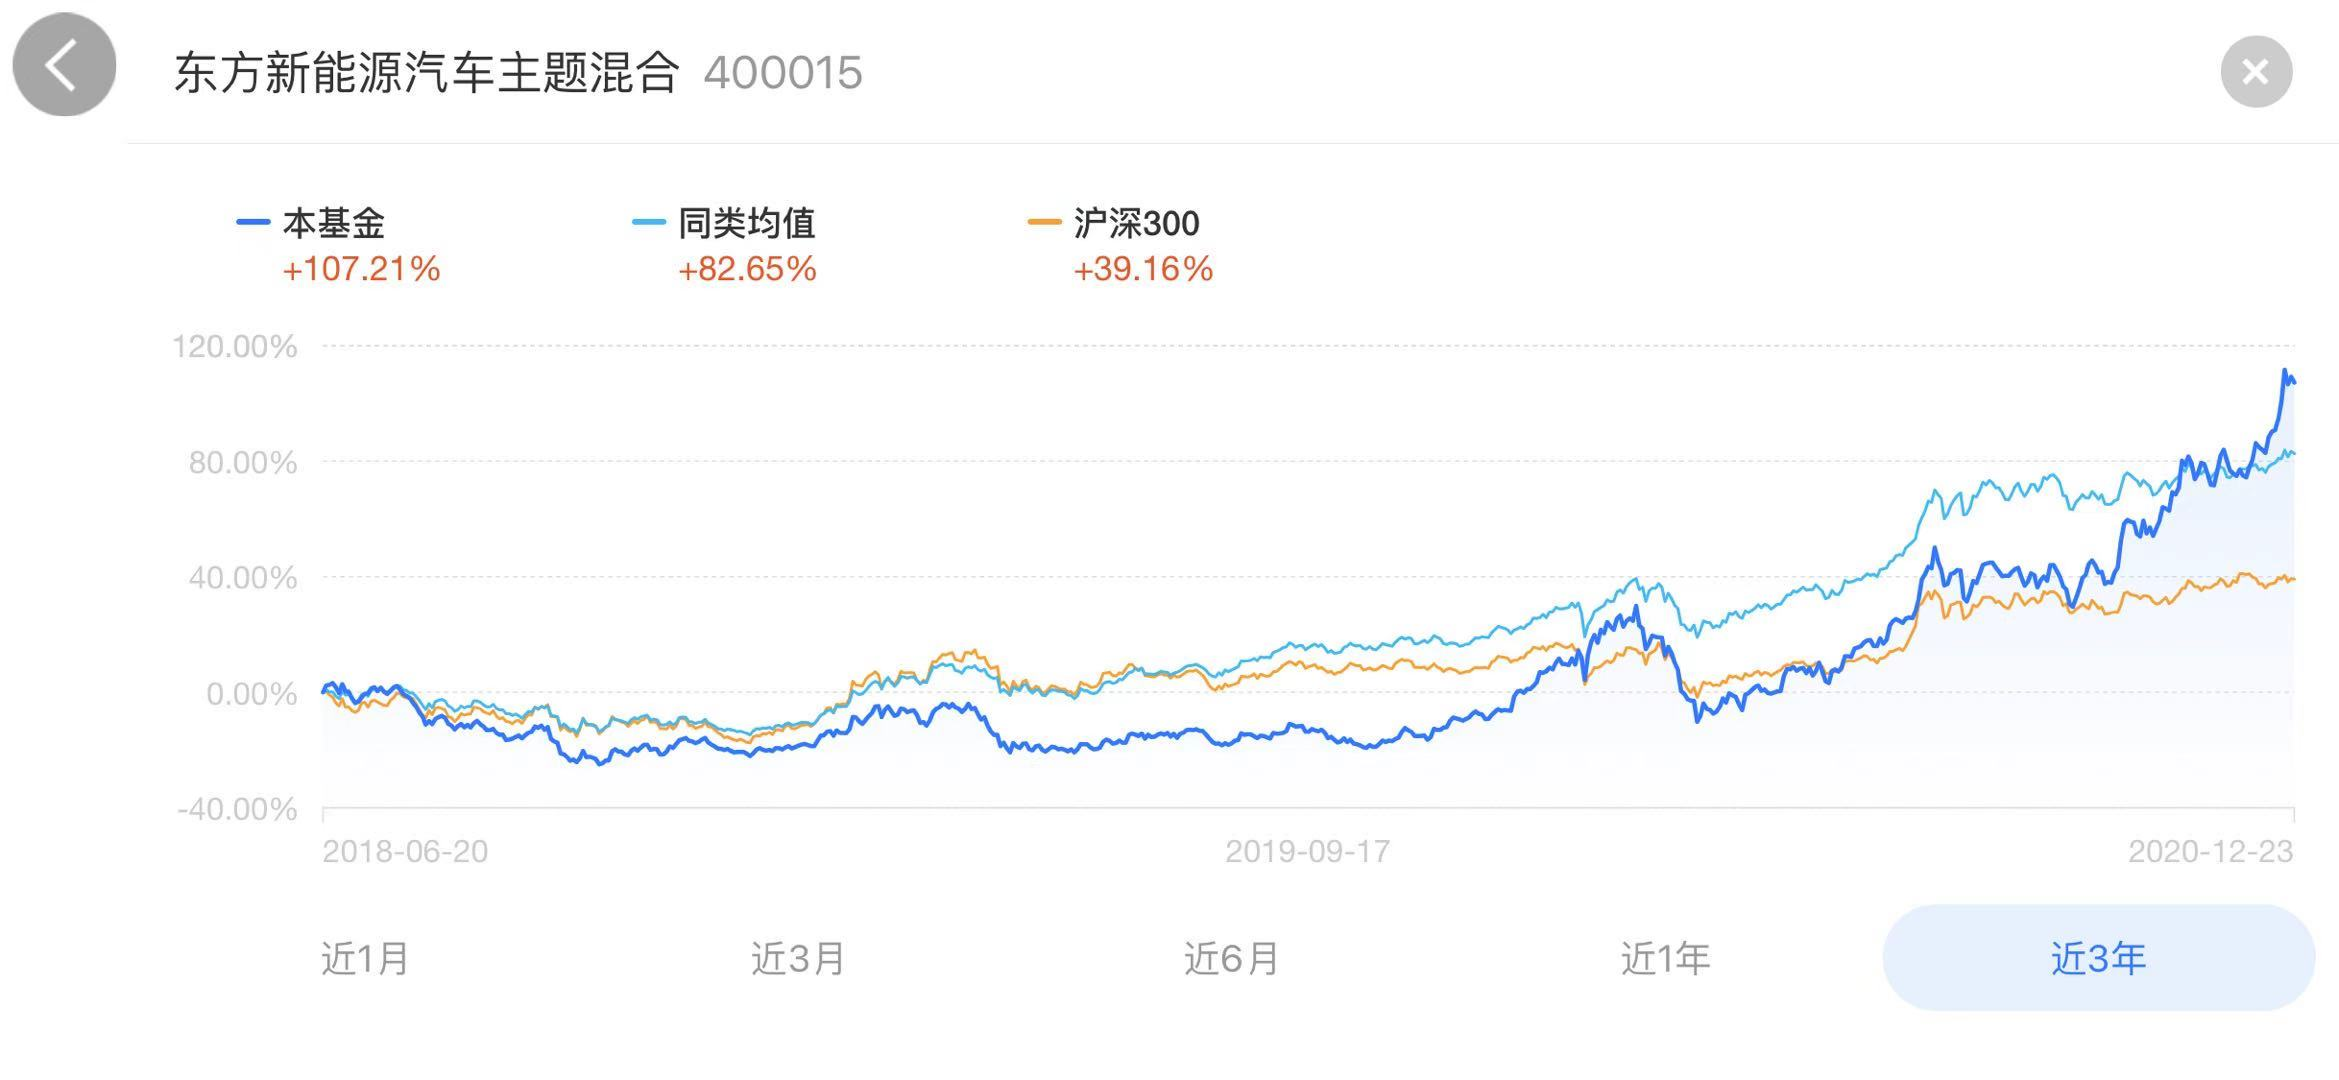 东方新能源汽车主题混合 400015
本基金 同类均值 沪深300
+107.21% +82.65% +39.16%
120.00%
80.00%
40.00%
0.00%
-40.00%
2018-06-20 2019-09-17 2020-12-23
近1月 近3月 近6月 近1年 近3年